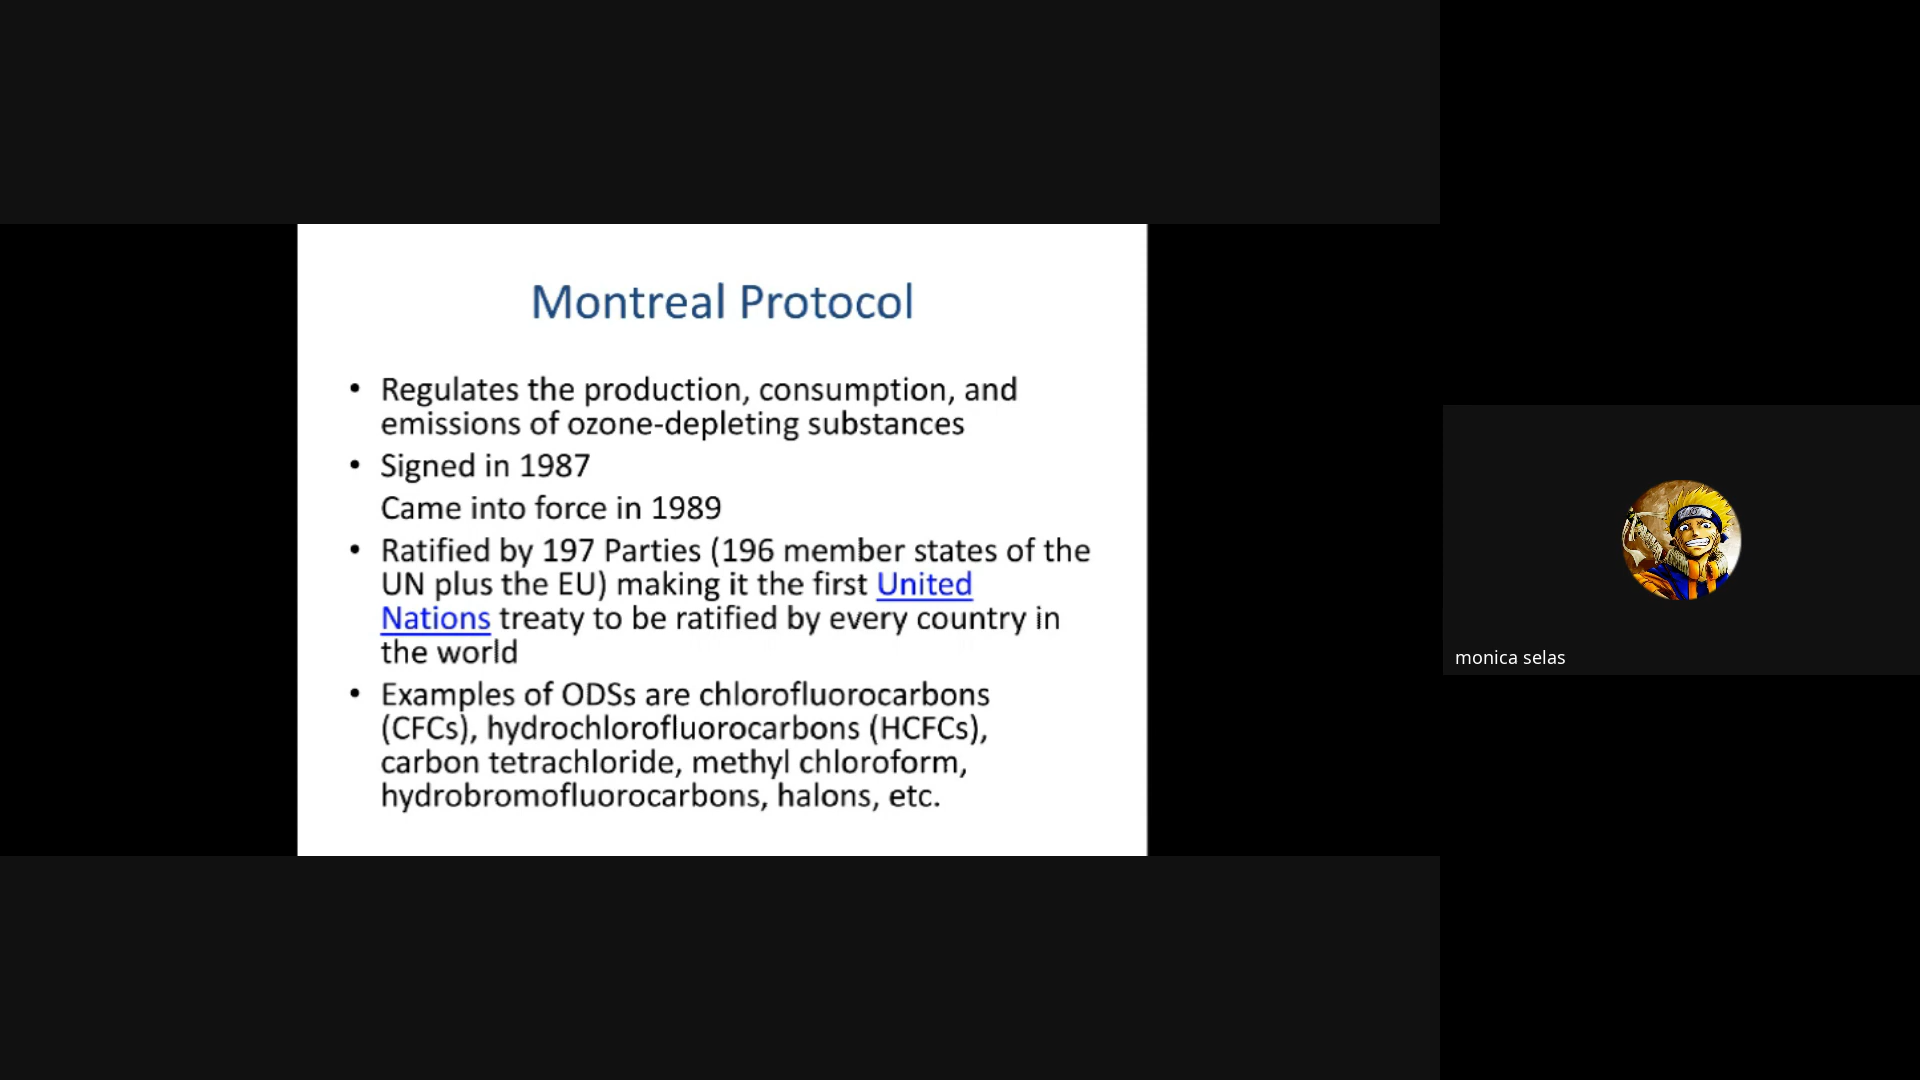 Montreal Protocol
• Regulates the production, consumption, and
emissions of ozone-depleting substances
• Signed in 1987
Came into force in 1989
• Ratified by 197 Parties (196 member states of the
UN plus the EU) making it the first United
Nations treaty to be ratified by every country in
the world
• Examples of ODSs are chlorofluorocarbons
(CFCs), hydrochlorofluorocarbons (HCFCs),
carbon tetrachloride, methyl chloroform,
hydrobromofluorocarbons, halons, etc.
monica selas